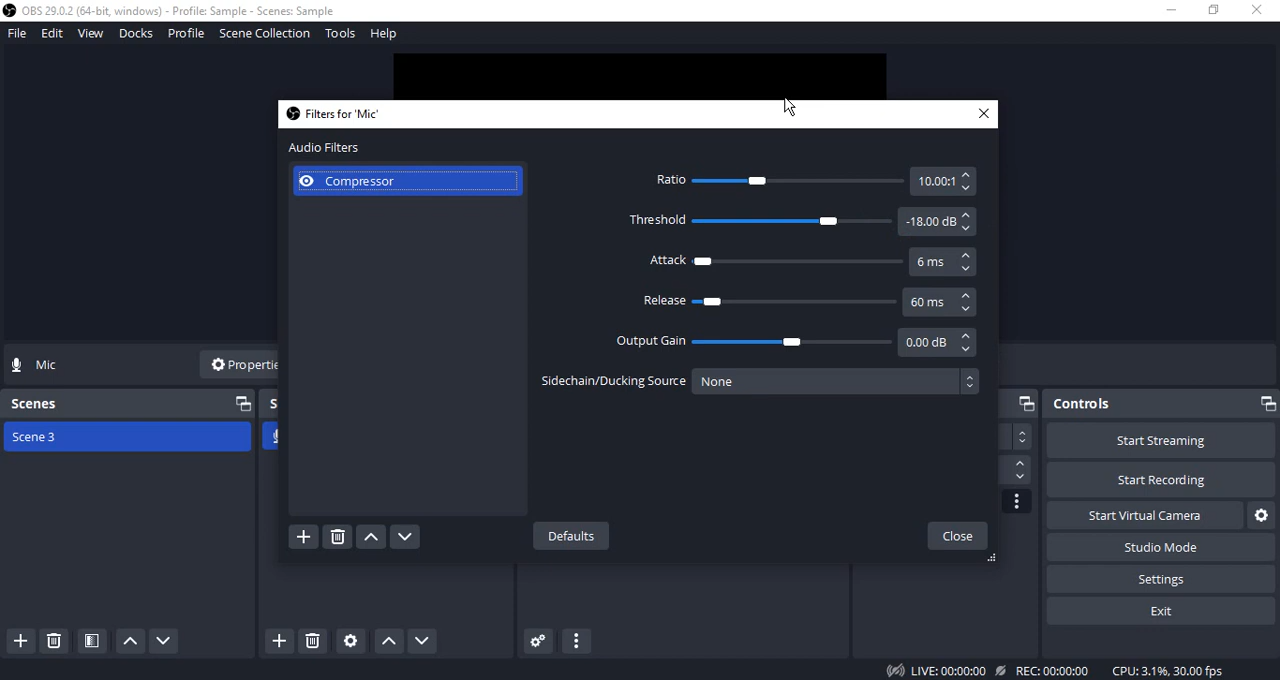 OBS 29.0.2 (64-bit, windows) - Profile: Sample - Scenes: Sample
File Edit View Docks Profile Scene Collection Tools Help
Filters for 'Mic'
Audio Filters
Compressor
Ratio 10.00:1
Threshold -18.00 dB
Attack 6 ms
Release 60 ms
Output Gain 0.00 dB
Sidechain/Ducking Source None
Defaults
Close
Mic
Propertie
Scenes
S
Controls
Scene 3
Start Streaming
Start Recording
Start Virtual Camera
Studio Mode
Settings
Exit
LIVE: 00:00:00 REC: 00:00:00 CPU: 3.1%, 30.00 fps